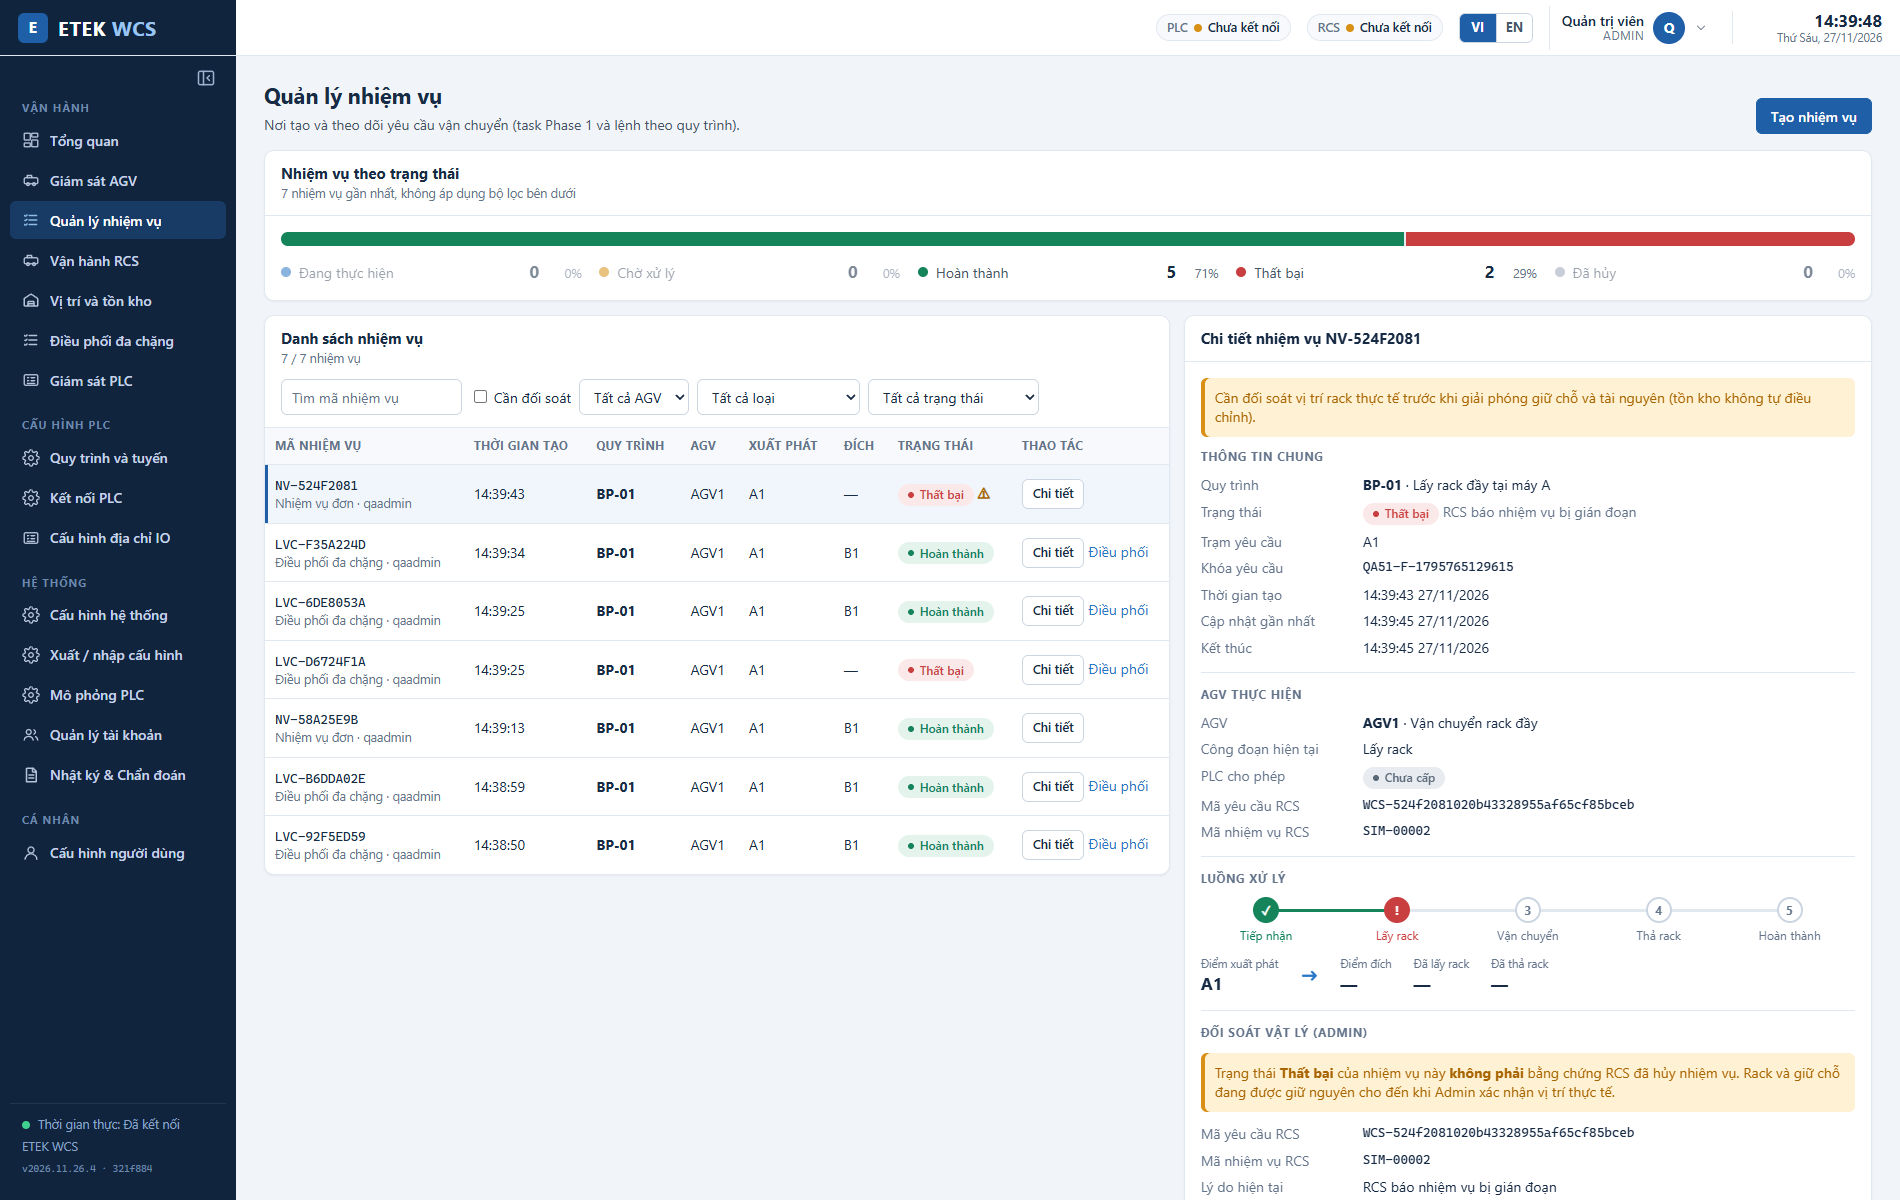 E ETEK WCS
PLC Chưa kết nối
RCS Chưa kết nối
VI EN
Quản trị viên
ADMIN
Q
14:39:48
Thứ Sáu, 27/11/2026
VẬN HÀNH
Tổng quan
Giám sát AGV
Quản lý nhiệm vụ
Vận hành RCS
Vị trí và tồn kho
Điều phối đa chặng
Giám sát PLC
CẤU HÌNH PLC
Quy trình và tuyến
Kết nối PLC
Cấu hình địa chỉ IO
HỆ THỐNG
Cấu hình hệ thống
Xuất / nhập cấu hình
Mô phỏng PLC
Quản lý tài khoản
Nhật ký & Chẩn đoán
CÁ NHÂN
Cấu hình người dùng
Thời gian thực: Đã kết nối
ETEK WCS
v2026.11.26.4 · 321f884
Quản lý nhiệm vụ
Nơi tạo và theo dõi yêu cầu vận chuyển (task Phase 1 và lệnh theo quy trình).
Tạo nhiệm vụ
Nhiệm vụ theo trạng thái
7 nhiệm vụ gần nhất, không áp dụng bộ lọc bên dưới
Đang thực hiện 0 0%
Chờ xử lý 0 0%
Hoàn thành 5 71%
Thất bại 2 29%
Đã hủy 0 0%
Danh sách nhiệm vụ
7 / 7 nhiệm vụ
Tìm mã nhiệm vụ
Cần đối soát
Tất cả AGV
Tất cả loại
Tất cả trạng thái
MÃ NHIỆM VỤ THỜI GIAN TẠO QUY TRÌNH AGV XUẤT PHÁT ĐÍCH TRẠNG THÁI THAO TÁC
NV-524F2081 14:39:43 BP-01 AGV1 A1 — Thất bại Chi tiết
Nhiệm vụ đơn · qaadmin
LVC-F35A224D 14:39:34 BP-01 AGV1 A1 B1 Hoàn thành Chi tiết Điều phối
Điều phối đa chặng · qaadmin
LVC-6DE8053A 14:39:25 BP-01 AGV1 A1 B1 Hoàn thành Chi tiết Điều phối
Điều phối đa chặng · qaadmin
LVC-D6724F1A 14:39:25 BP-01 AGV1 A1 — Thất bại Chi tiết Điều phối
Điều phối đa chặng · qaadmin
NV-58A25E9B 14:39:13 BP-01 AGV1 A1 B1 Hoàn thành Chi tiết
Nhiệm vụ đơn · qaadmin
LVC-B6DDA02E 14:38:59 BP-01 AGV1 A1 B1 Hoàn thành Chi tiết Điều phối
Điều phối đa chặng · qaadmin
LVC-92F5ED59 14:38:50 BP-01 AGV1 A1 B1 Hoàn thành Chi tiết Điều phối
Điều phối đa chặng · qaadmin
Chi tiết nhiệm vụ NV-524F2081
Cần đối soát vị trí rack thực tế trước khi giải phóng giữ chỗ và tài nguyên (tồn kho không tự điều
chỉnh).
THÔNG TIN CHUNG
Quy trình BP-01 · Lấy rack đầy tại máy A
Trạng thái Thất bại RCS báo nhiệm vụ bị gián đoạn
Trạm yêu cầu A1
Khóa yêu cầu QA51-F-1795765129615
Thời gian tạo 14:39:43 27/11/2026
Cập nhật gần nhất 14:39:45 27/11/2026
Kết thúc 14:39:45 27/11/2026
AGV THỰC HIỆN
AGV AGV1 · Vận chuyển rack đầy
Công đoạn hiện tại Lấy rack
PLC cho phép Chưa cấp
Mã yêu cầu RCS WCS-524f2081020b43328955af65cf85bceb
Mã nhiệm vụ RCS SIM-00002
LUỒNG XỬ LÝ
✓ ! 3 4 5
Tiếp nhận Lấy rack Vận chuyển Thả rack Hoàn thành
Điểm xuất phát → Điểm đích Đã lấy rack Đã thả rack
A1 — — —
ĐỐI SOÁT VẬT LÝ (ADMIN)
Trạng thái Thất bại của nhiệm vụ này không phải bằng chứng RCS đã hủy nhiệm vụ. Rack và giữ chỗ
đang được giữ nguyên cho đến khi Admin xác nhận vị trí thực tế.
Mã yêu cầu RCS WCS-524f2081020b43328955af65cf85bceb
Mã nhiệm vụ RCS SIM-00002
Lý do hiện tại RCS báo nhiệm vụ bị gián đoạn